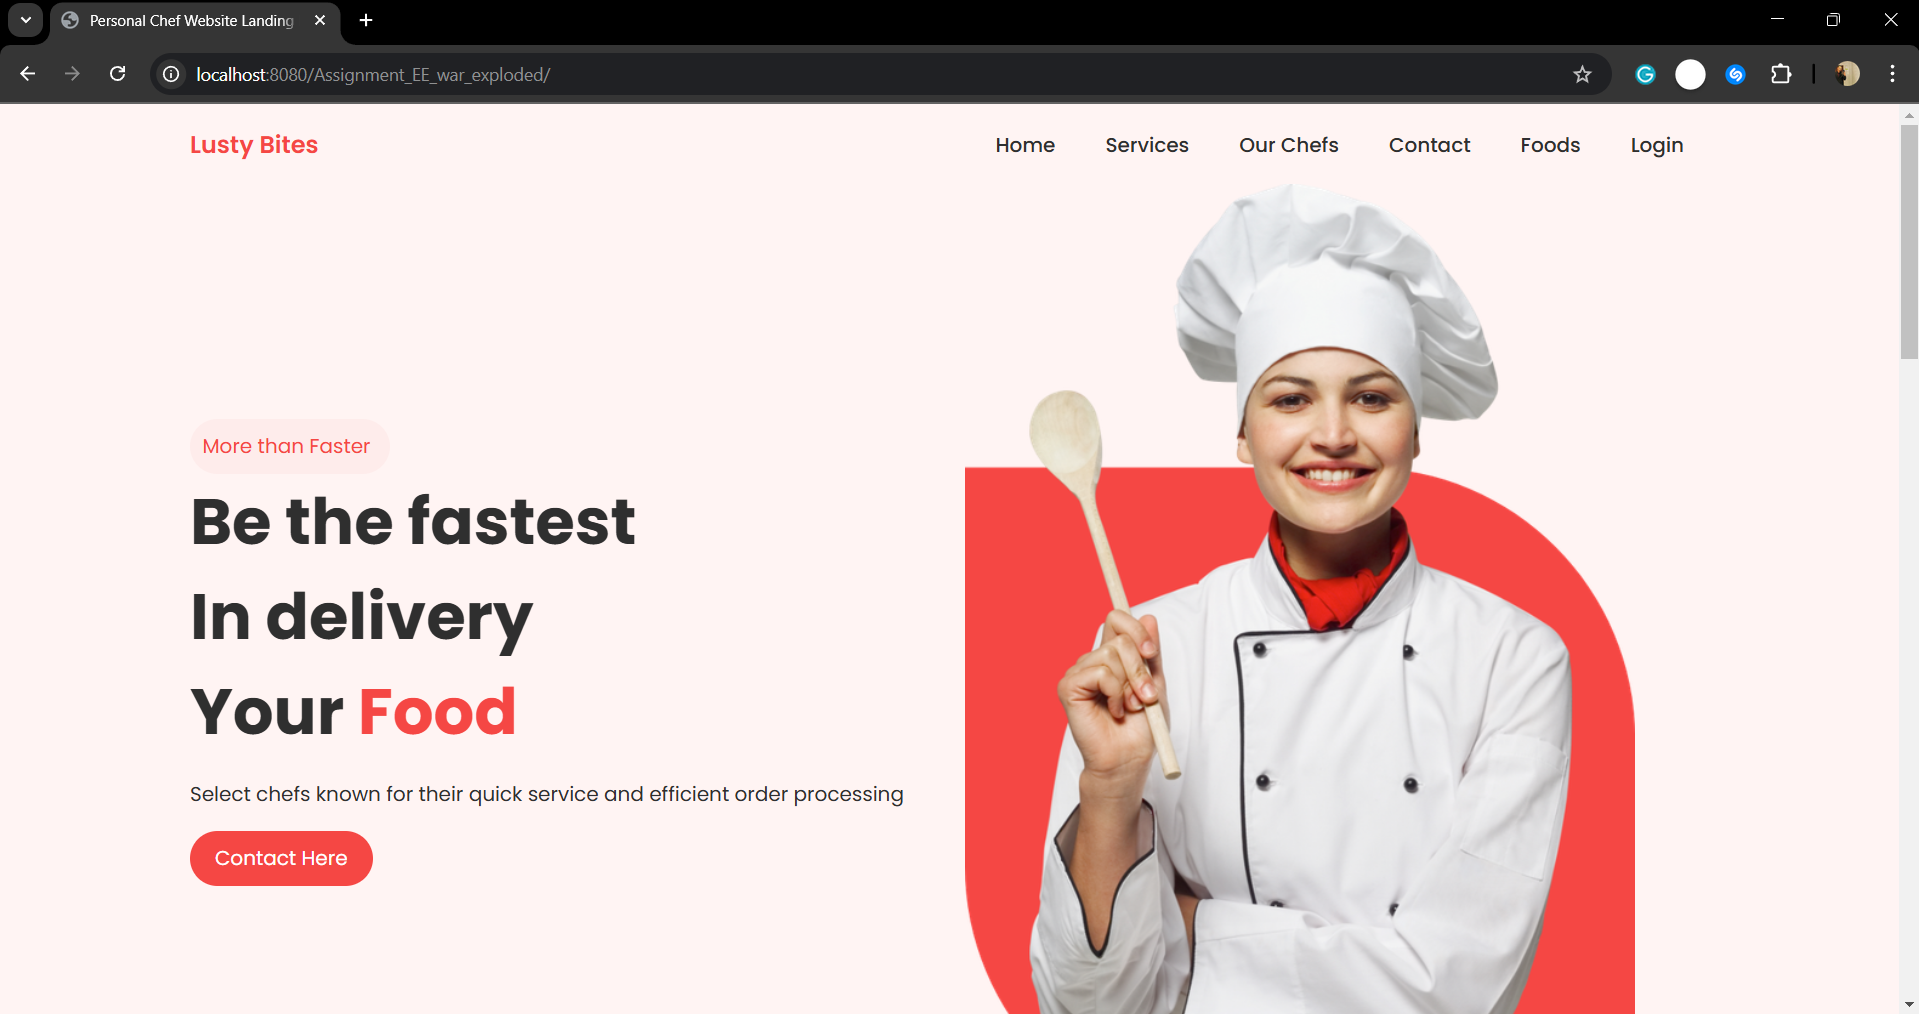 Personal Chef Website Landing
localhost:8080/Assignment_EE_war_exploded/
Lusty Bites
Home Services Our Chefs Contact Foods Login
More than Faster
Be the fastest
In delivery
Your Food
Select chefs known for their quick service and efficient order processing
Contact Here